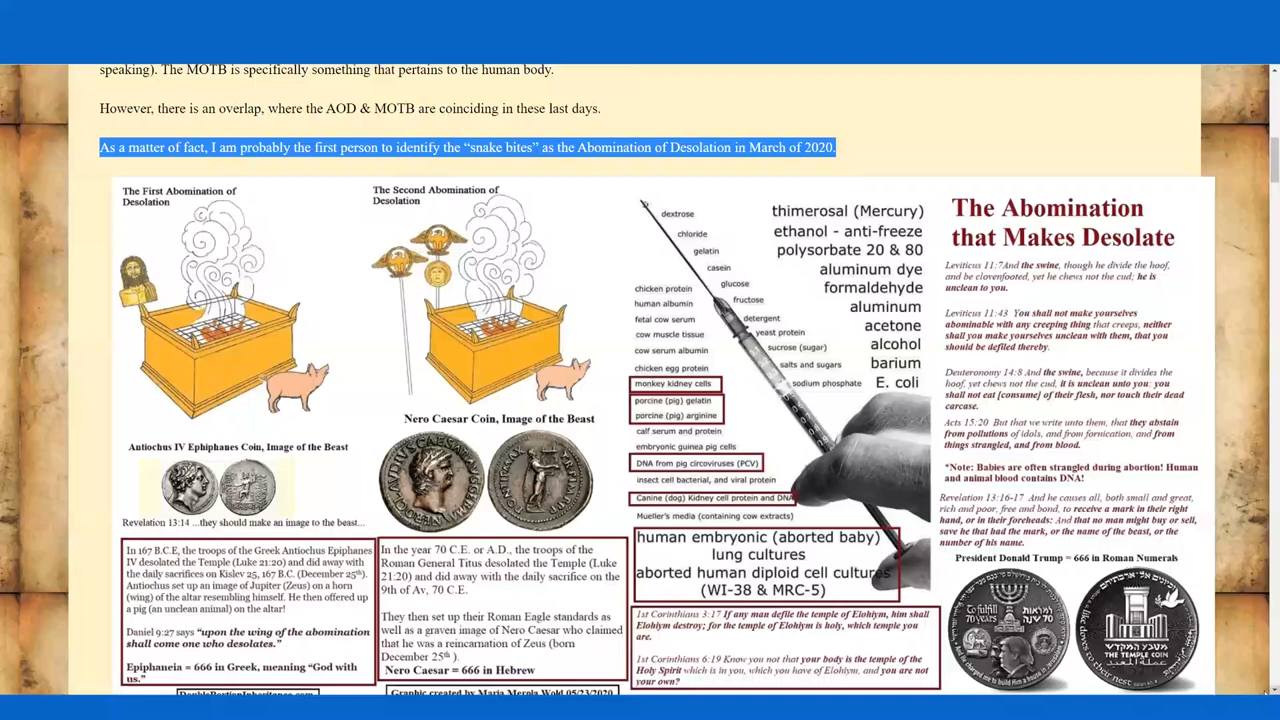 speaking). The MOTB is specifically something that pertains to the human body.
However, there is an overlap, where the AOD & MOTB are coinciding in these last days.
As a matter of fact, I am probably the first person to identify the “snake bites” as the Abomination of Desolation in March of 2020.
The First Abomination of
Desolation
Antiochus IV Ephiphanes Coin, Image of the Beast
Revelation 13:14 ...they should make an image to the beast...
In 167 B.C.E, the troops of the Greek Antiochus Epiphanes
IV desolated the Temple (Luke 21:20) and did away with
the daily sacrifices on Kislev 25, 167 B.C. (December 25th).
Antiochus set up an image of Jupiter (Zeus) on a horn
(wing) of the altar resembling himself. He then offered up
a pig (an unclean animal) on the altar!
Daniel 9:27 says “upon the wing of the abomination
shall come one who desolates.”
Epiphaneia = 666 in Greek, meaning “God with
us.”
DoublePortionInheritance.com
The Second Abomination of
Desolation
Nero Caesar Coin, Image of the Beast
In the year 70 C.E. or A.D., the troops of the
Roman General Titus desolated the Temple (Luke
21:20) and did away with the daily sacrifice on the
9th of Av, 70 C.E.
They then set up their Roman Eagle standards as
well as a graven image of Nero Caesar who claimed
that he was a reincarnation of Zeus (born
December 25th ).
Nero Caesar = 666 in Hebrew
Graphic created by Maria Merola Wold 05/23/2020
dextrose
chloride
gelatin
casein
glucose
fructose
detergent
yeast protein
sucrose (sugar)
salts and sugars
sodium phosphate
chicken protein
human albumin
fetal cow serum
cow muscle tissue
cow serum albumin
chicken egg protein
monkey kidney cells
porcine (pig) gelatin
porcine (pig) arginine
calf serum and protein
embryonic guinea pig cells
DNA from pig circoviruses (PCV)
insect cell bacterial, and viral protein
Canine (dog) Kidney cell protein and DNA
Mueller's media (containing cow extracts)
thimerosal (Mercury)
ethanol - anti-freeze
polysorbate 20 & 80
aluminum dye
formaldehyde
aluminum
acetone
alcohol
barium
E. coli
human embryonic (aborted baby)
lung cultures
aborted human diploid cell cultures
(WI-38 & MRC-5)
1st Corinthians 3:17 If any man defile the temple of Elohiym, him shall
Elohiym destroy; for the temple of Elohiym is holy, which temple you
are.
1st Corinthians 6:19 Know you not that your body is the temple of the
Holy Spirit which is in you, which you have of Elohiym, and you are not
your own?
The Abomination
that Makes Desolate
Leviticus 11:7And the swine, though he divide the hoof,
and be clovenfooted, yet he chews not the cud; he is
unclean to you.
Leviticus 11:43 You shall not make yourselves
abominable with any creeping thing that creeps, neither
shall you make yourselves unclean with them, that you
should be defiled thereby.
Deuteronomy 14:8 And the swine, because it divides the
hoof, yet chews not the cud, it is unclean unto you: you
shall not eat [consume] of their flesh, nor touch their dead
carcase.
Acts 15:20 But that we write unto them, that they abstain
from pollutions of idols, and from fornication, and from
things strangled, and from blood.
*Note: Babies are often strangled during abortion! Human
and animal blood contains DNA!
Revelation 13:16-17 And he causes all, both small and great,
rich and poor, free and bond, to receive a mark in their right
hand, or in their foreheads: And that no man might buy or sell,
save he that had the mark, or the name of the beast, or the
number of his name.
President Donald Trump = 666 in Roman Numerals
To fulfill
70 years
THE TEMPLE COIN